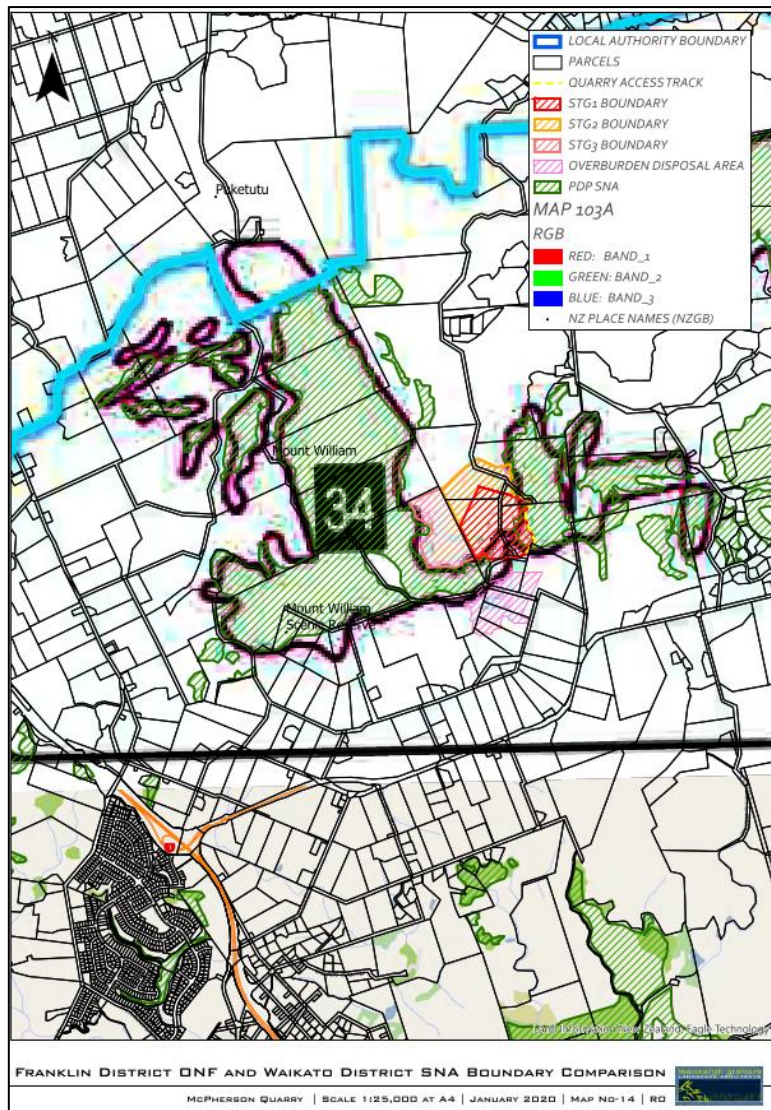 LOCAL AUTHORITY BOUNDARY
PARCELS
QUARRY ACCESS TRACK
STG1 BOUNDARY
STG2 BOUNDARY
STG3 BOUNDARY
OVERBURDEN DISPOSAL AREA
PDP SNA
MAP 103A
RGB
RED: BAND_1
GREEN: BAND_2
BLUE: BAND_3
NZ PLACE NAMES (NZGB)
Puketutu
Mount William
34
Mount William
Scenic Reserve
1
Land Information New Zealand, Eagle Technology
FRANKLIN DISTRICT ONF AND WAIKATO DISTRICT SNA BOUNDARY COMPARISON
MCPHERSON QUARRY | SCALE 1:25,000 AT A4 | JANUARY 2020 | MAP NO-14 | R0